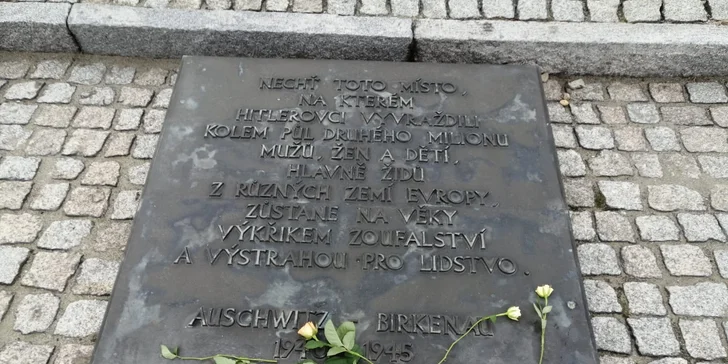 NECHŤ TOTO MÍSTO,
NA KTERÉM
HITLEROVCI VYVRAŽDILI
KOLEM PŮL DRUHÉHO MILIONU
MUŽŮ, ŽEN A DĚTÍ,
HLAVNĚ ŽIDŮ
Z RŮZNÝCH ZEMÍ EVROPY,
ZŮSTANE NA VĚKY
VÝKŘIKEM ZOUFALSTVÍ
A VÝSTRAHOU PRO LIDSTVO.
AUSCHWITZ BIRKENAU
1940 1945